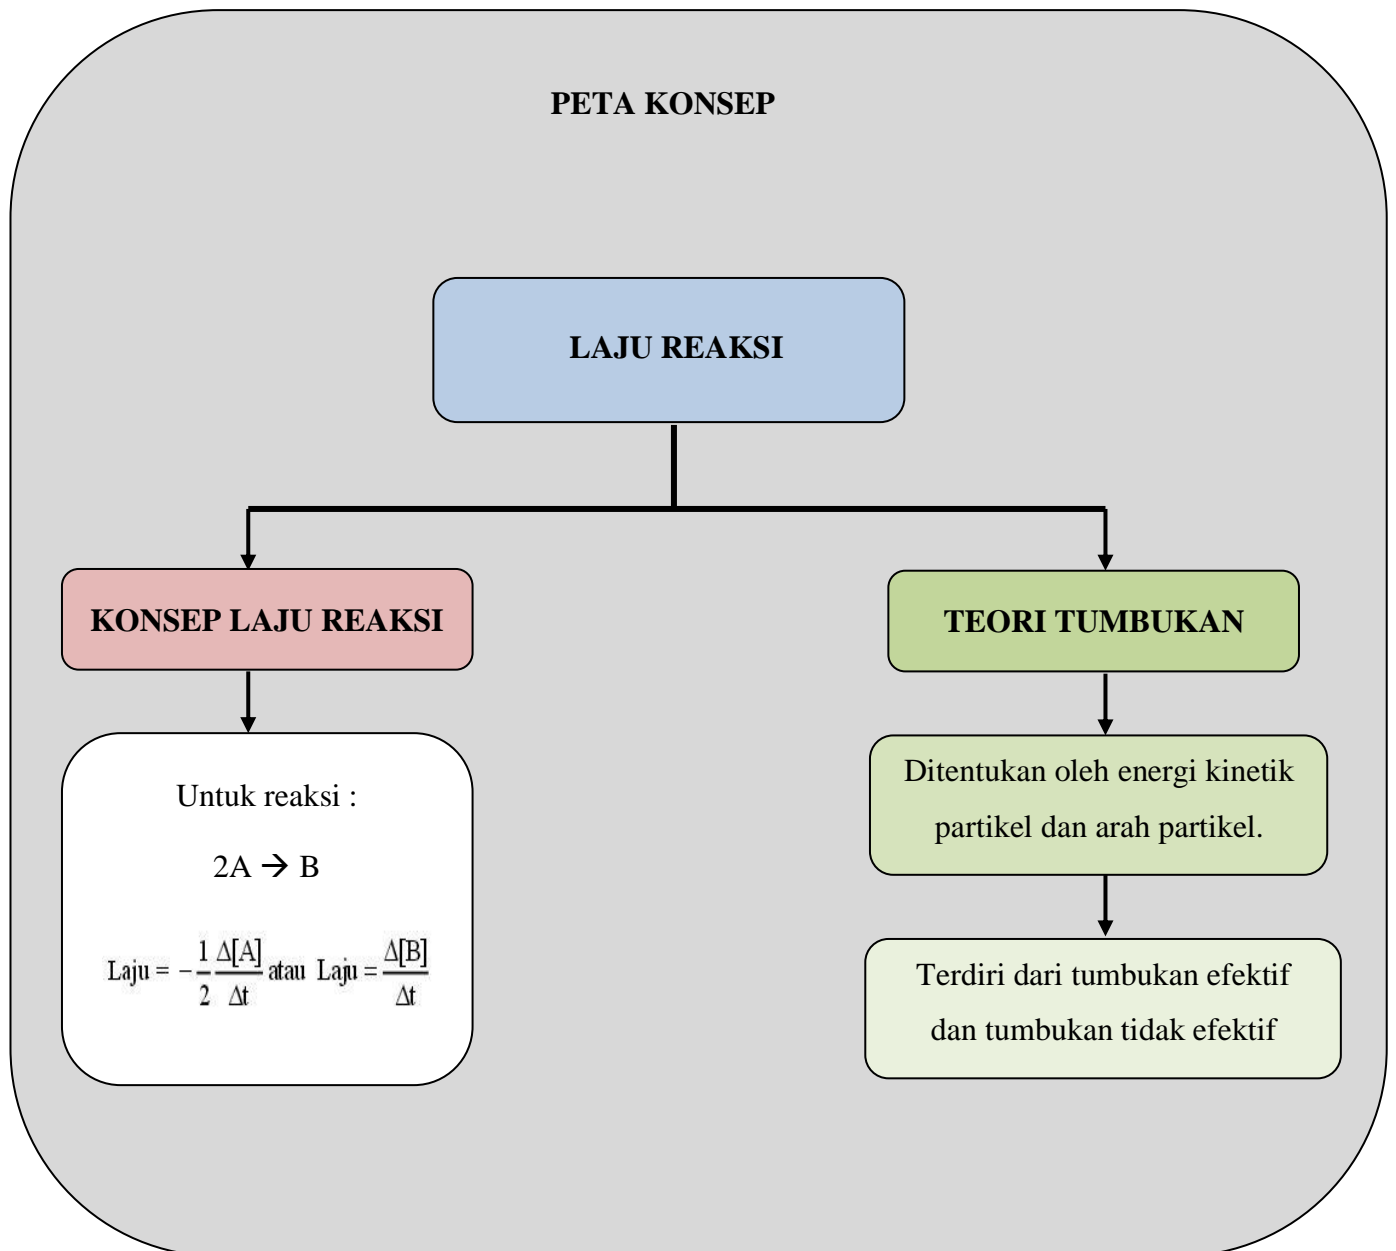 PETA KONSEP
LAJU REAKSI
KONSEP LAJU REAKSI
Untuk reaksi :
2A → B
Laju = − 1/2 Δ[A]/Δt atau Laju = Δ[B]/Δt
TEORI TUMBUKAN
Ditentukan oleh energi kinetik
partikel dan arah partikel.
Terdiri dari tumbukan efektif
dan tumbukan tidak efektif